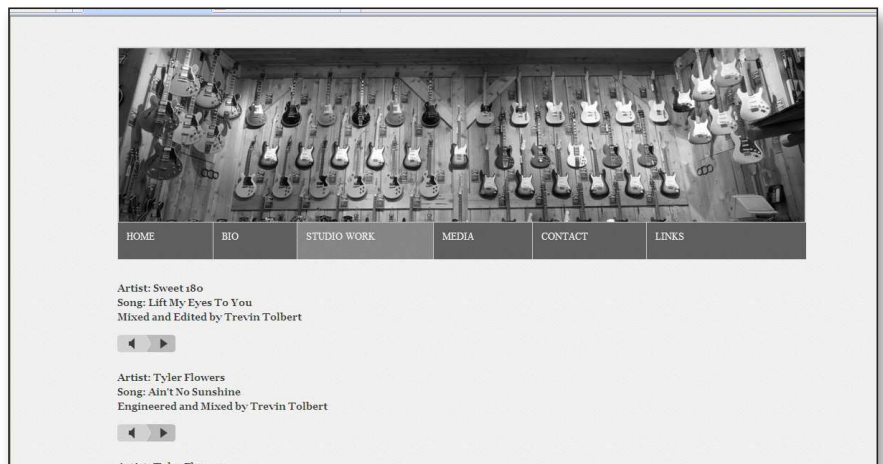 HOME
BIO
STUDIO WORK
MEDIA
CONTACT
LINKS
Artist: Sweet 180
Song: Lift My Eyes To You
Mixed and Edited by Trevin Tolbert
Artist: Tyler Flowers
Song: Ain't No Sunshine
Engineered and Mixed by Trevin Tolbert